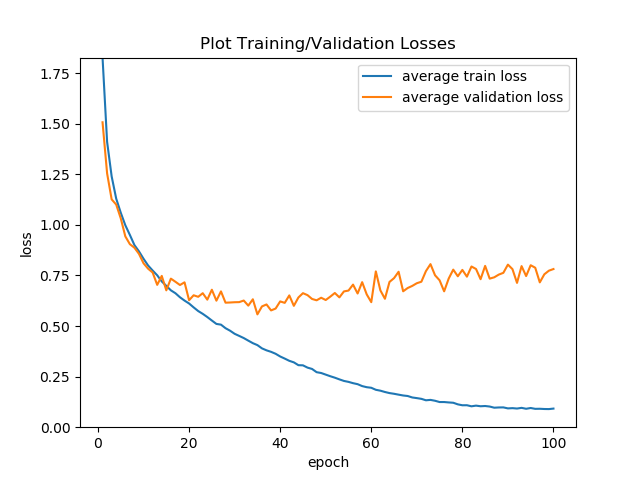 Plot Training/Validation Losses
average train loss
average validation loss
1.75
1.50
1.25
1.00
0.75
0.50
0.25
0.00
loss
0 20 40 60 80 100
epoch